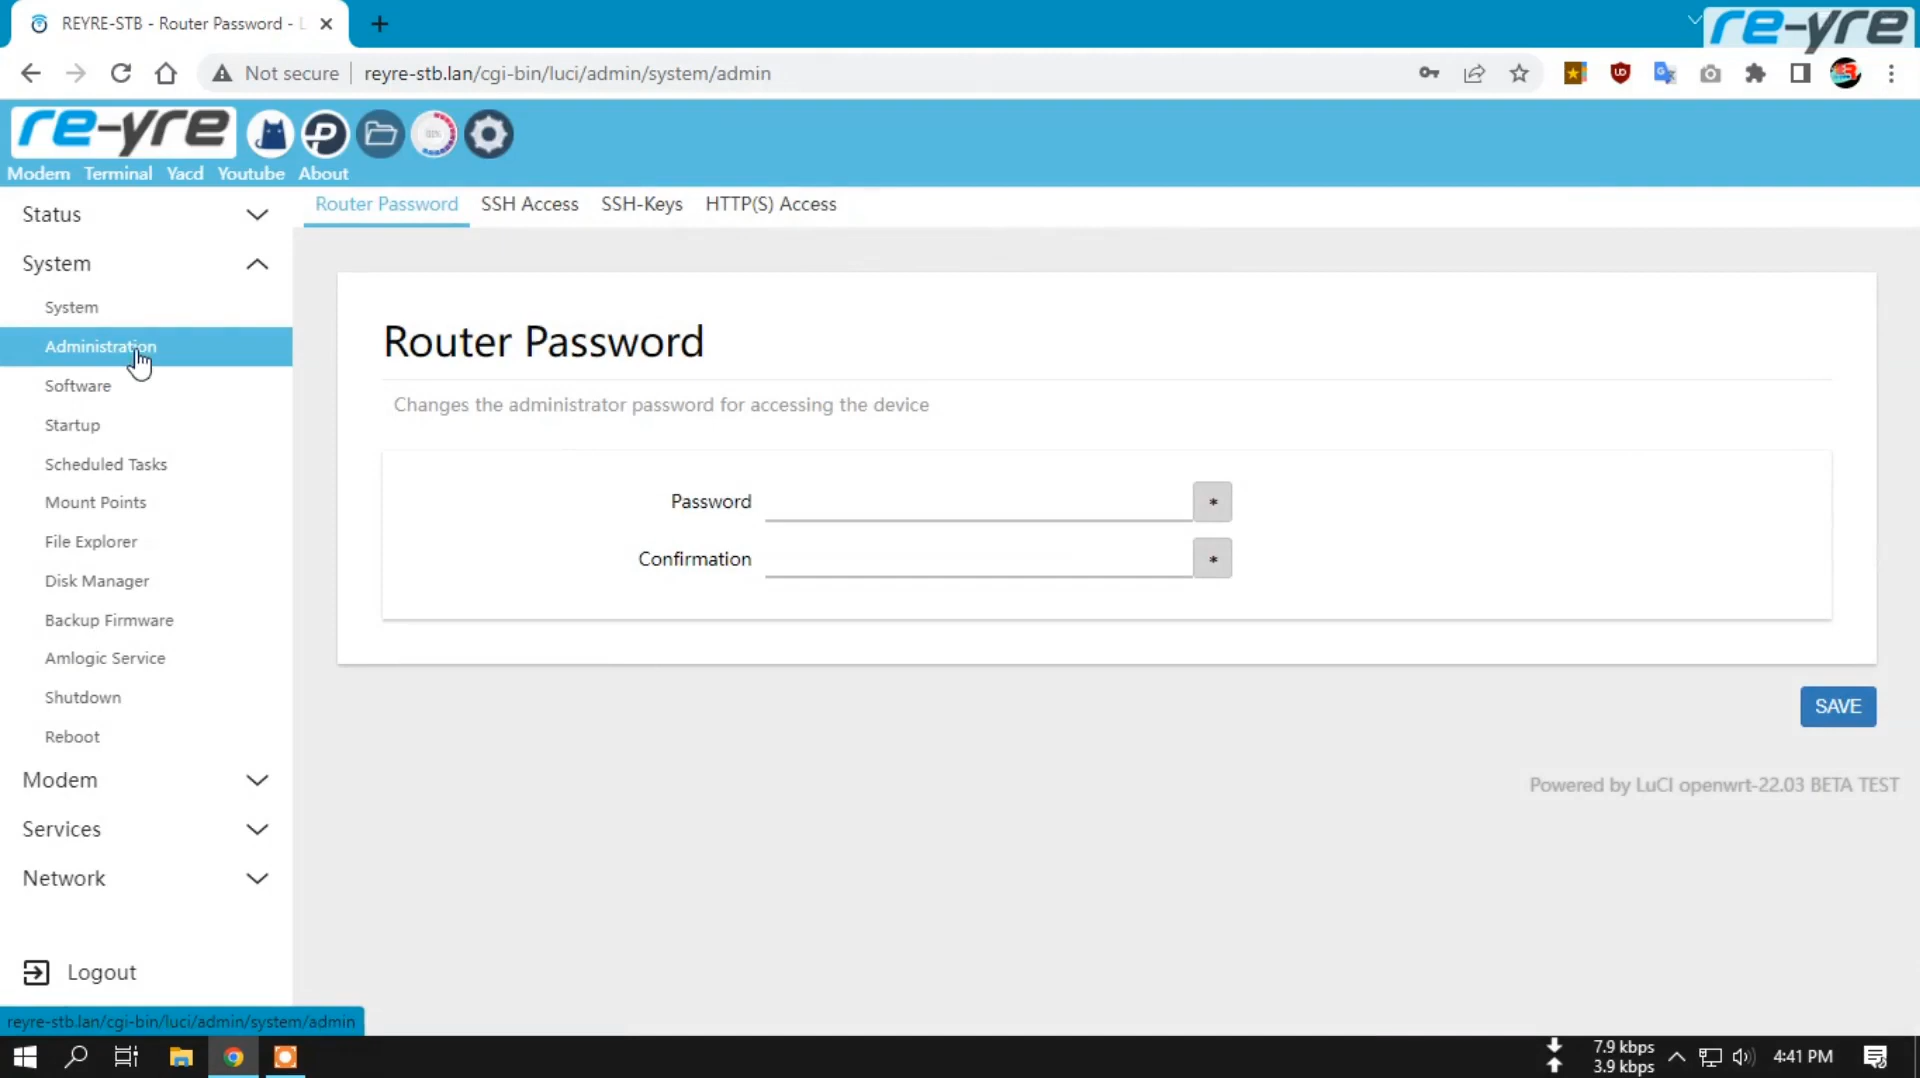 REYRE-STB - Router Password - L
re-yre
Not secure
reyre-stb.lan/cgi-bin/luci/admin/system/admin
re-yre
Modem Terminal Yacd Youtube About
Router Password SSH Access SSH-Keys HTTP(S) Access
Status
System
System
Administration
Software
Startup
Scheduled Tasks
Mount Points
File Explorer
Disk Manager
Backup Firmware
Amlogic Service
Shutdown
Reboot
Modem
Services
Network
Logout
Router Password
Changes the administrator password for accessing the device
Password
*
Confirmation
*
SAVE
Powered by LuCI openwrt-22.03 BETA TEST
reyre-stb.lan/cgi-bin/luci/admin/system/admin
7.9 kbps
3.9 kbps
4:41 PM